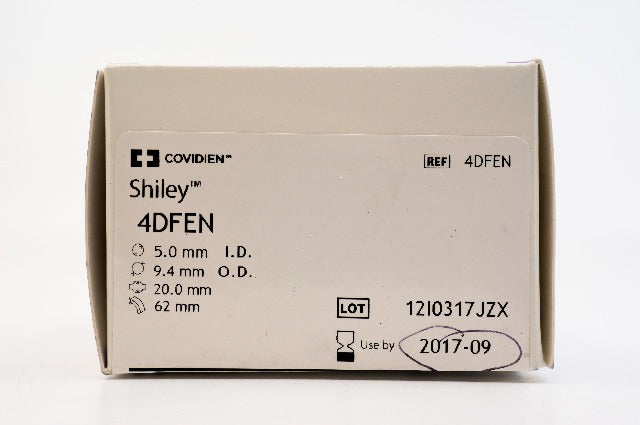 COVIDIEN™
REF 4DFEN
Shiley™
4DFEN
5.0 mm I.D.
9.4 mm O.D.
20.0 mm
62 mm
LOT 12I0317JZX
Use by 2017-09